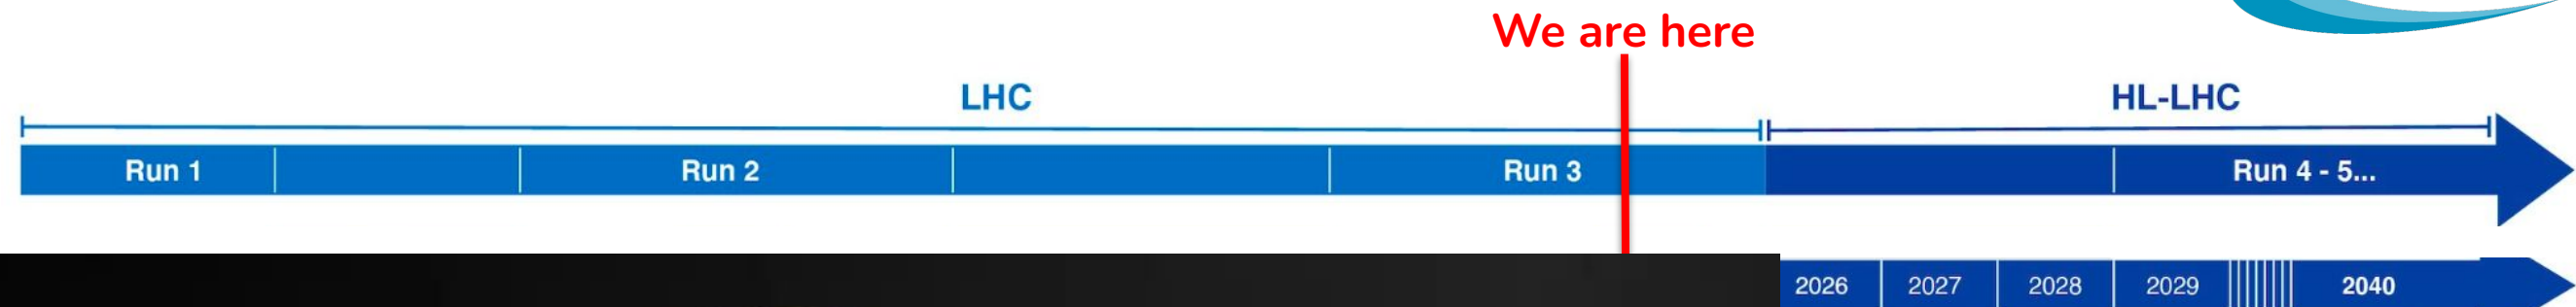 We are here
LHC HL-LHC
Run 1 Run 2 Run 3 Run 4 - 5...
2026 2027 2028 2029 2040